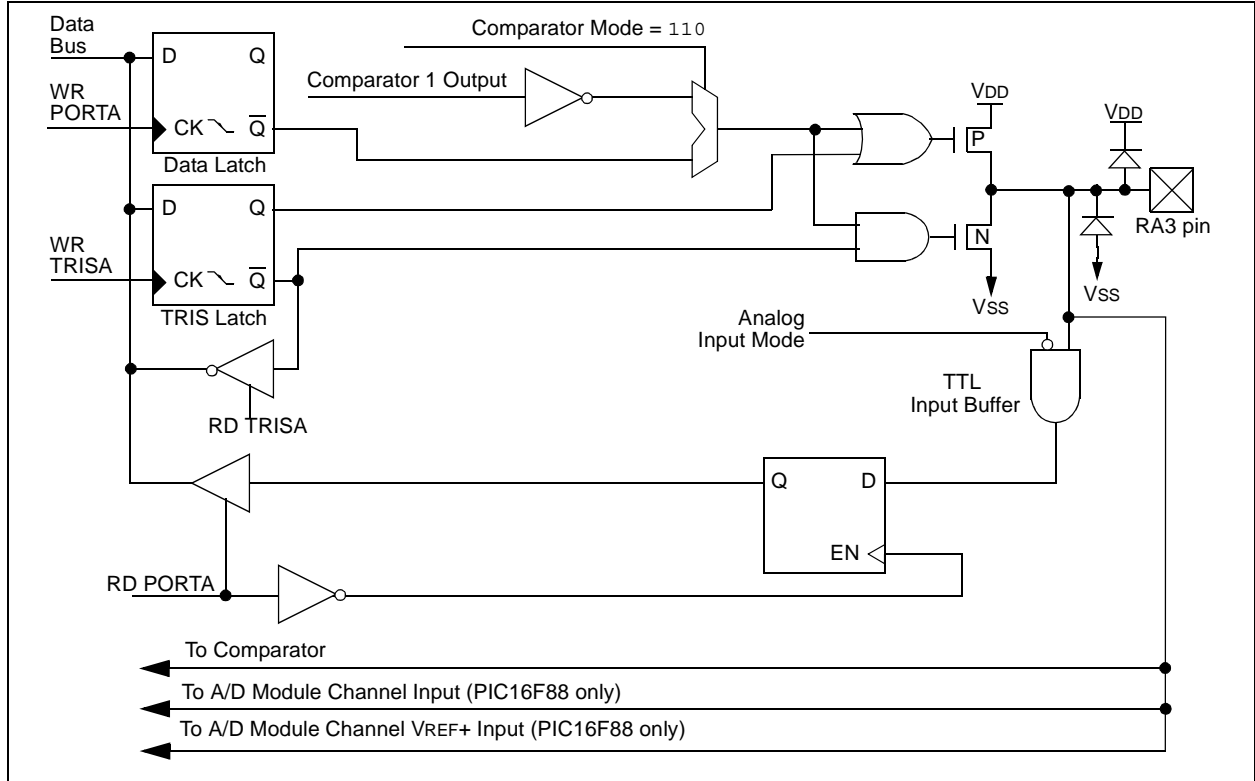 Data
Bus
D Q
WR
PORTA
CK Q
Data Latch
Comparator Mode = 110
Comparator 1 Output
D Q
WR
TRISA
CK Q
TRIS Latch
RD TRISA
VDD
P
VDD
RA3 pin
N
VSS
VSS
Analog
Input Mode
TTL
Input Buffer
Q D
EN
RD PORTA
To Comparator
To A/D Module Channel Input (PIC16F88 only)
To A/D Module Channel VREF+ Input (PIC16F88 only)